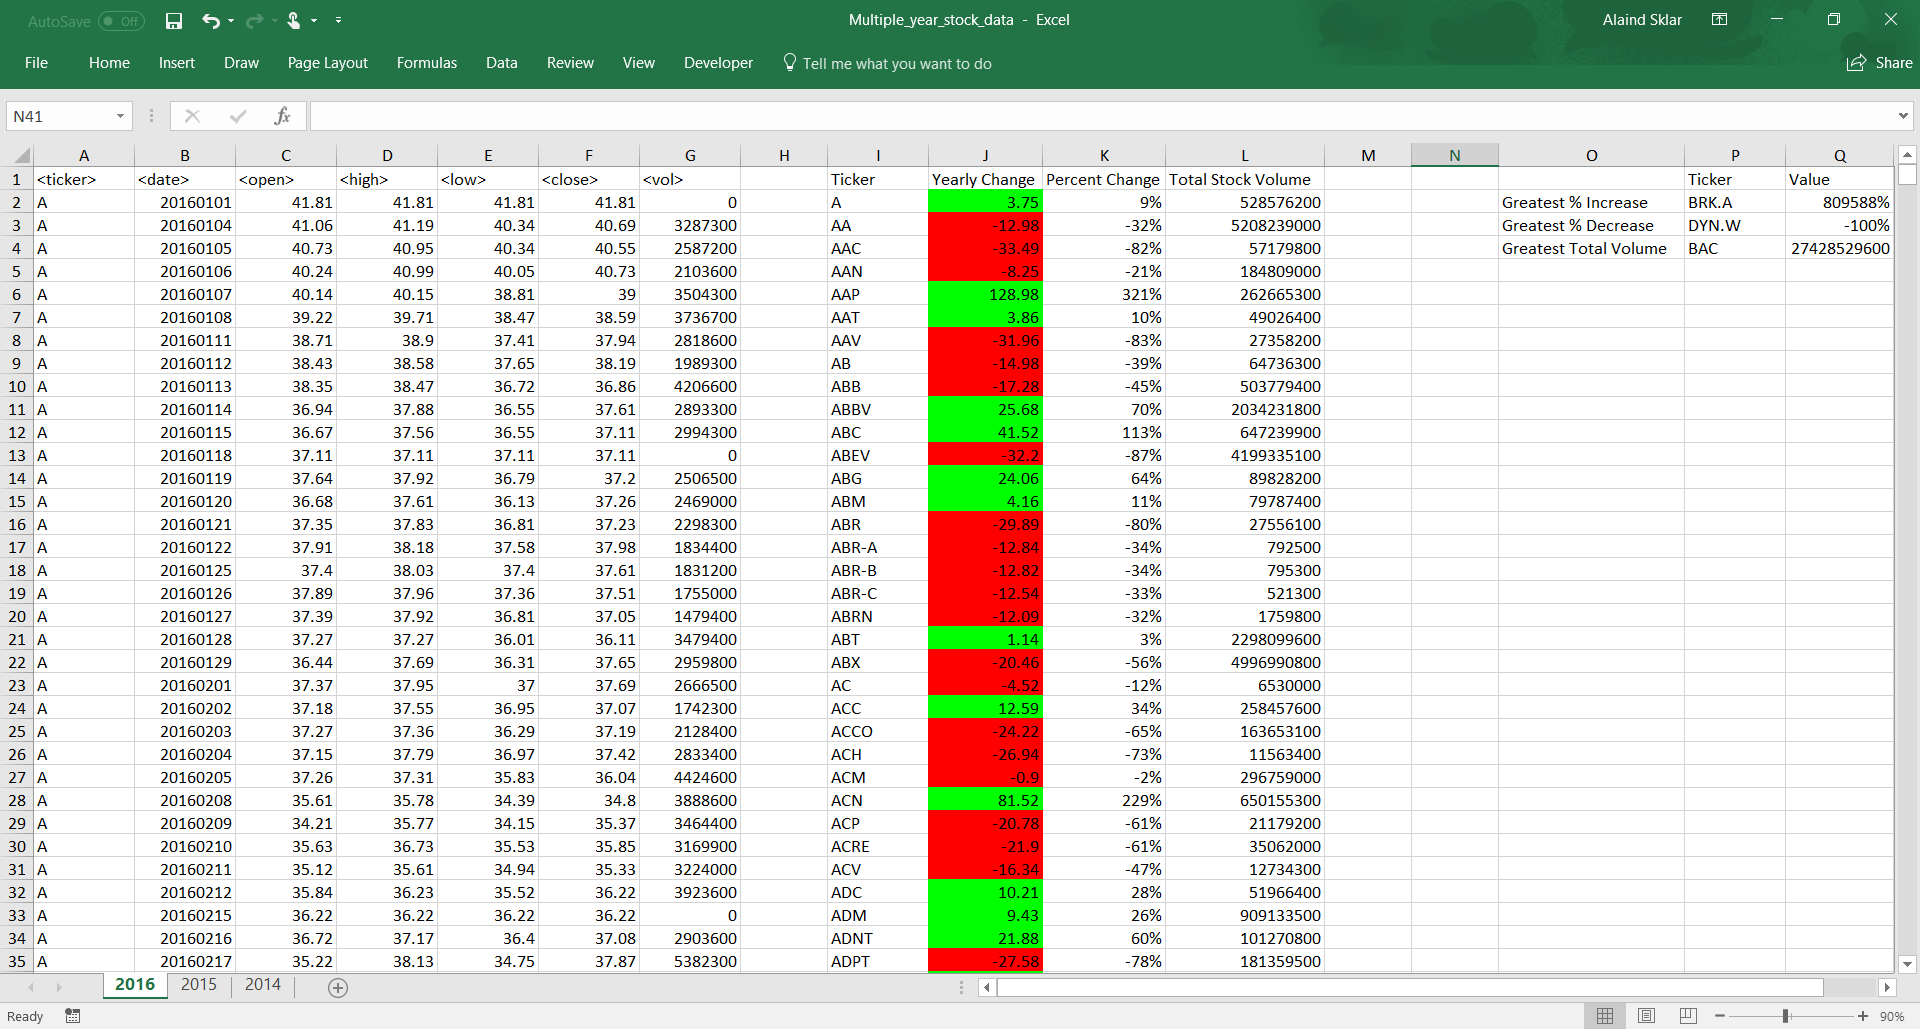 AutoSave Off Multiple_year_stock_data - Excel Alaind Sklar
File Home Insert Draw Page Layout Formulas Data Review View Developer Tell me what you want to do Share
N41 fx
A B C D E F G H I J K L M N O P Q
1 <ticker> <date> <open> <high> <low> <close> <vol> Ticker Yearly Change Percent Change Total Stock Volume Ticker Value
2 A 20160101 41.81 41.81 41.81 41.81 0 A 3.75 9% 528576200 Greatest % Increase BRK.A 809588%
3 A 20160104 41.06 41.19 40.34 40.69 3287300 AA -12.98 -32% 5208239000 Greatest % Decrease DYN.W -100%
4 A 20160105 40.73 40.95 40.34 40.55 2587200 AAC -33.49 -82% 57179800 Greatest Total Volume BAC 27428529600
5 A 20160106 40.24 40.99 40.05 40.73 2103600 AAN -8.25 -21% 184809000
6 A 20160107 40.14 40.15 38.81 39 3504300 AAP 128.98 321% 262665300
7 A 20160108 39.22 39.71 38.47 38.59 3736700 AAT 3.86 10% 49026400
8 A 20160111 38.71 38.9 37.41 37.94 2818600 AAV -31.96 -83% 27358200
9 A 20160112 38.43 38.58 37.65 38.19 1989300 AB -14.98 -39% 64736300
10 A 20160113 38.35 38.47 36.72 36.86 4206600 ABB -17.28 -45% 503779400
11 A 20160114 36.94 37.88 36.55 37.61 2893300 ABBV 25.68 70% 2034231800
12 A 20160115 36.67 37.56 36.55 37.11 2994300 ABC 41.52 113% 647239900
13 A 20160118 37.11 37.11 37.11 37.11 0 ABEV -32.2 -87% 4199335100
14 A 20160119 37.64 37.92 36.79 37.2 2506500 ABG 24.06 64% 89828200
15 A 20160120 36.68 37.61 36.13 37.26 2469000 ABM 4.16 11% 79787400
16 A 20160121 37.35 37.83 36.81 37.23 2298300 ABR -29.89 -80% 27556100
17 A 20160122 37.91 38.18 37.58 37.98 1834400 ABR-A -12.84 -34% 792500
18 A 20160125 37.4 38.03 37.4 37.61 1831200 ABR-B -12.82 -34% 795300
19 A 20160126 37.89 37.96 37.36 37.51 1755000 ABR-C -12.54 -33% 521300
20 A 20160127 37.39 37.92 36.81 37.05 1479400 ABRN -12.09 -32% 1759800
21 A 20160128 37.27 37.27 36.01 36.11 3479400 ABT 1.14 3% 2298099600
22 A 20160129 36.44 37.69 36.31 37.65 2959800 ABX -20.46 -56% 4996990800
23 A 20160201 37.37 37.95 37 37.69 2666500 AC -4.52 -12% 6530000
24 A 20160202 37.18 37.55 36.95 37.07 1742300 ACC 12.59 34% 258457600
25 A 20160203 37.27 37.36 36.29 37.19 2128400 ACCO -24.22 -65% 163653100
26 A 20160204 37.15 37.79 36.97 37.42 2833400 ACH -26.94 -73% 11563400
27 A 20160205 37.26 37.31 35.83 36.04 4424600 ACM -0.9 -2% 296759000
28 A 20160208 35.61 35.78 34.39 34.8 3888600 ACN 81.52 229% 650155300
29 A 20160209 34.21 35.77 34.15 35.37 3464400 ACP -20.78 -61% 21179200
30 A 20160210 35.63 36.73 35.53 35.85 3169900 ACRE -21.9 -61% 35062000
31 A 20160211 35.12 35.61 34.94 35.33 3224000 ACV -16.34 -47% 12734300
32 A 20160212 35.84 36.23 35.52 36.22 3923600 ADC 10.21 28% 51966400
33 A 20160215 36.22 36.22 36.22 36.22 0 ADM 9.43 26% 909133500
34 A 20160216 36.72 37.17 36.4 37.08 2903600 ADNT 21.88 60% 101270800
35 A 20160217 35.22 38.13 34.75 37.87 5382300 ADPT -27.58 -78% 181359500
2016 2015 2014
Ready 90%